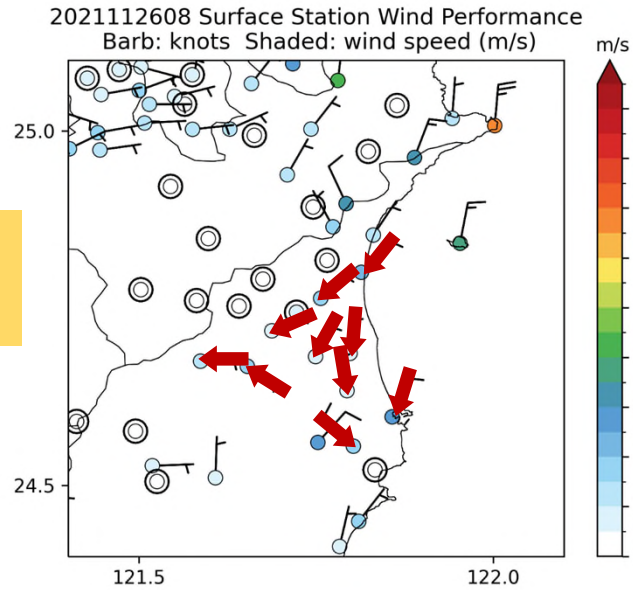 2021112608 Surface Station Wind Performance
Barb: knots  Shaded: wind speed (m/s)
m/s
25.0
24.5
121.5
122.0